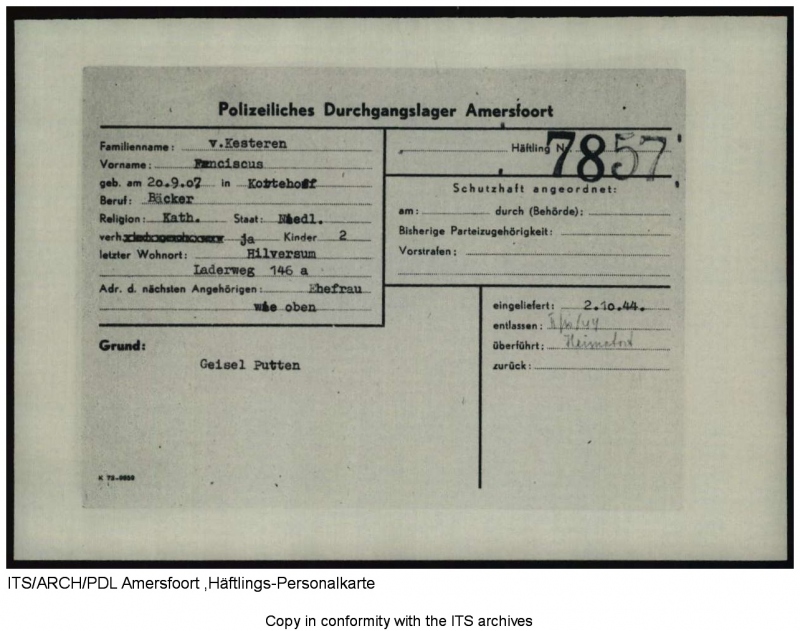 Polizeiliches Durchgangslager Amersfoort
Familienname: v.Kesteren
Vorname: Franciscus
geb. am 20.9.07 in Kortehoff
Beruf: Bäcker
Religion: Kath. Staat: Niedl.
verh ja Kinder 2
letzter Wohnort: Hilversum
Laderweg 146 a
Adr. d. nächsten Angehörigen: Ehefrau
wie oben
Häftling Nr. 7857
Schutzhaft angeordnet:
am: durch (Behörde):
Bisherige Parteizugehörigkeit:
Vorstrafen:
Grund:
Geisel Putten
eingeliefert: 2.10.44.
entlassen:
überführt: Heimatort
zurück:
ITS/ARCH/PDL Amersfoort ,Häftlings-Personalkarte
Copy in conformity with the ITS archives